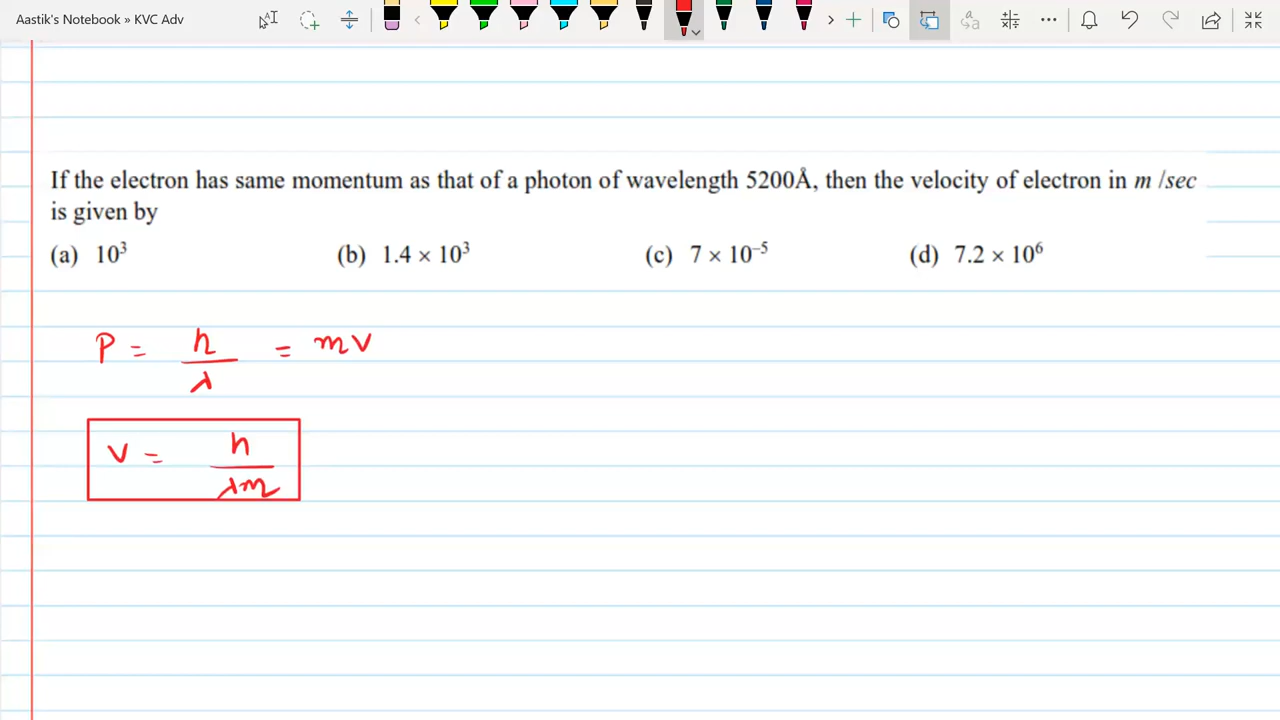 Aastik's Notebook » KVC Adv
If the electron has same momentum as that of a photon of wavelength 5200Å, then the velocity of electron in m /sec
is given by
(a) 10³ (b) 1.4 × 10³ (c) 7 × 10⁻⁵ (d) 7.2 × 10⁶
P = h/λ = mv
v = h/λm